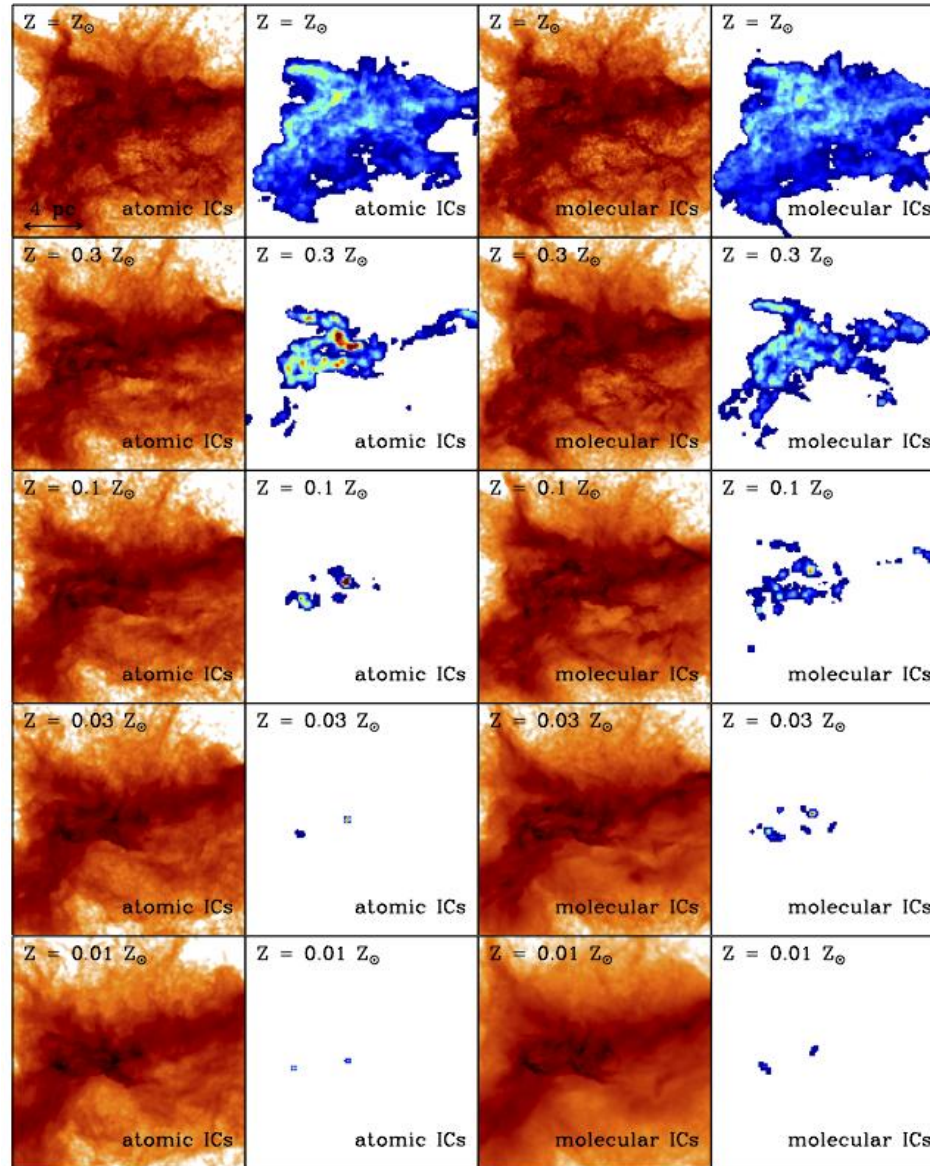 Z = Z⊙
4 pc
atomic ICs
Z = Z⊙
atomic ICs
Z = Z⊙
molecular ICs
Z = Z⊙
molecular ICs
Z = 0.3 Z⊙
atomic ICs
Z = 0.3 Z⊙
atomic ICs
Z = 0.3 Z⊙
molecular ICs
Z = 0.3 Z⊙
molecular ICs
Z = 0.1 Z⊙
atomic ICs
Z = 0.1 Z⊙
atomic ICs
Z = 0.1 Z⊙
molecular ICs
Z = 0.1 Z⊙
molecular ICs
Z = 0.03 Z⊙
atomic ICs
Z = 0.03 Z⊙
atomic ICs
Z = 0.03 Z⊙
molecular ICs
Z = 0.03 Z⊙
molecular ICs
Z = 0.01 Z⊙
atomic ICs
Z = 0.01 Z⊙
atomic ICs
Z = 0.01 Z⊙
molecular ICs
Z = 0.01 Z⊙
molecular ICs